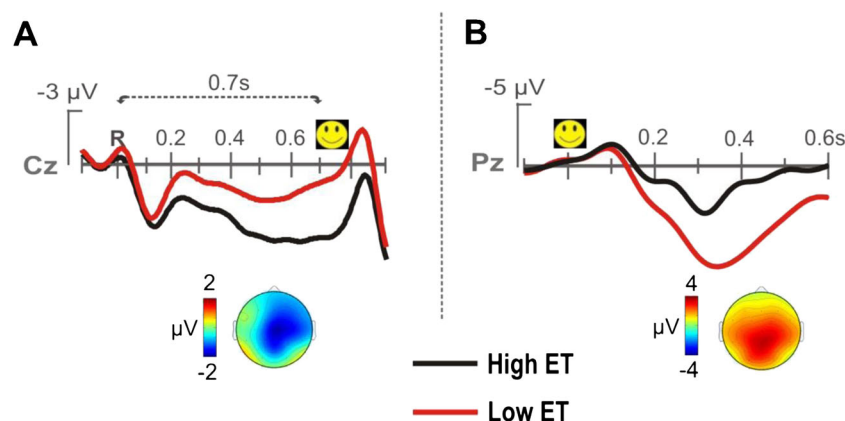 A
-3 µV
0.7s
R
0.2
0.4
0.6
Cz
2
µV
-2
B
-5 µV
0.2
0.4
0.6s
Pz
4
µV
-4
High ET
Low ET